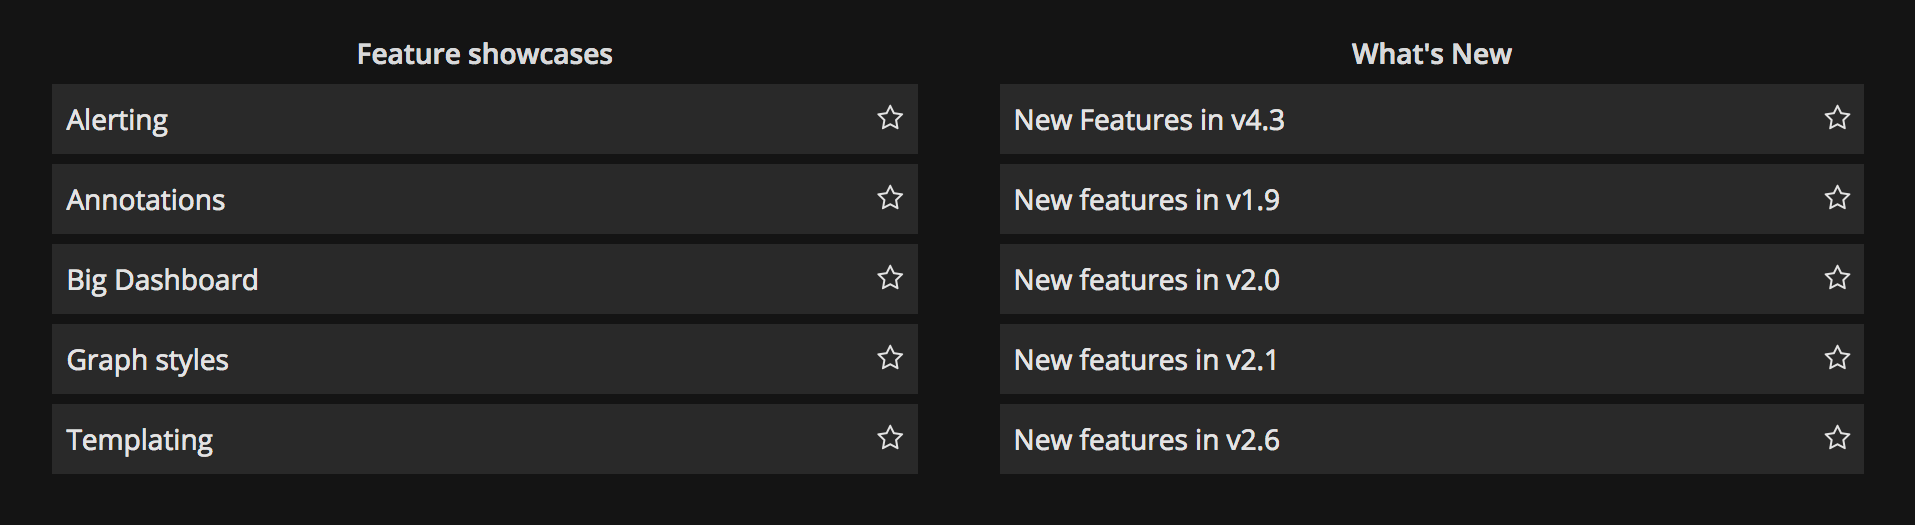 Feature showcases
Alerting
Annotations
Big Dashboard
Graph styles
Templating
What's New
New Features in v4.3
New features in v1.9
New features in v2.0
New features in v2.1
New features in v2.6